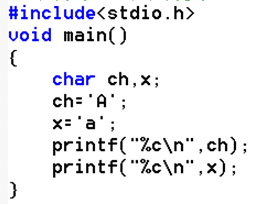 #include<stdio.h>
void main()
{
    char ch,x;
    ch='A';
    x='a';
    printf("%c\n",ch);
    printf("%c\n",x);
}